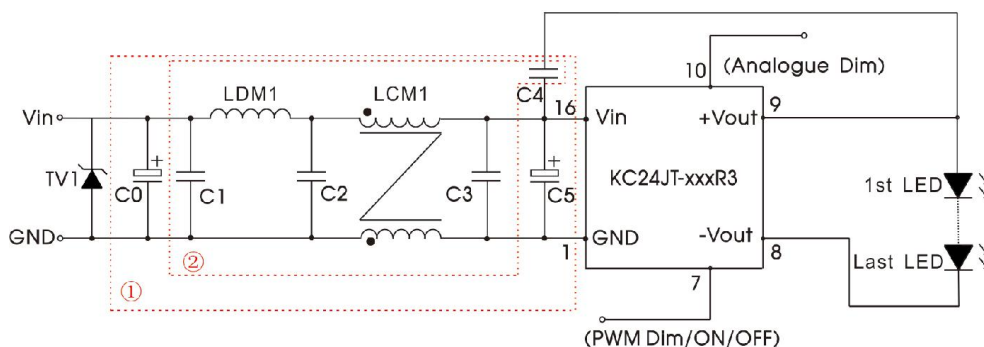 10
(Analogue Dim)
C4
LDM1
LCM1
16
9
Vin
Vin
+Vout
+
+
TV1
C0
C1
C2
C3
C5
KC24JT-xxxR3
1st LED
GND
1
GND
-Vout
8
Last LED
②
①
7
(PWM DIm/ON/OFF)